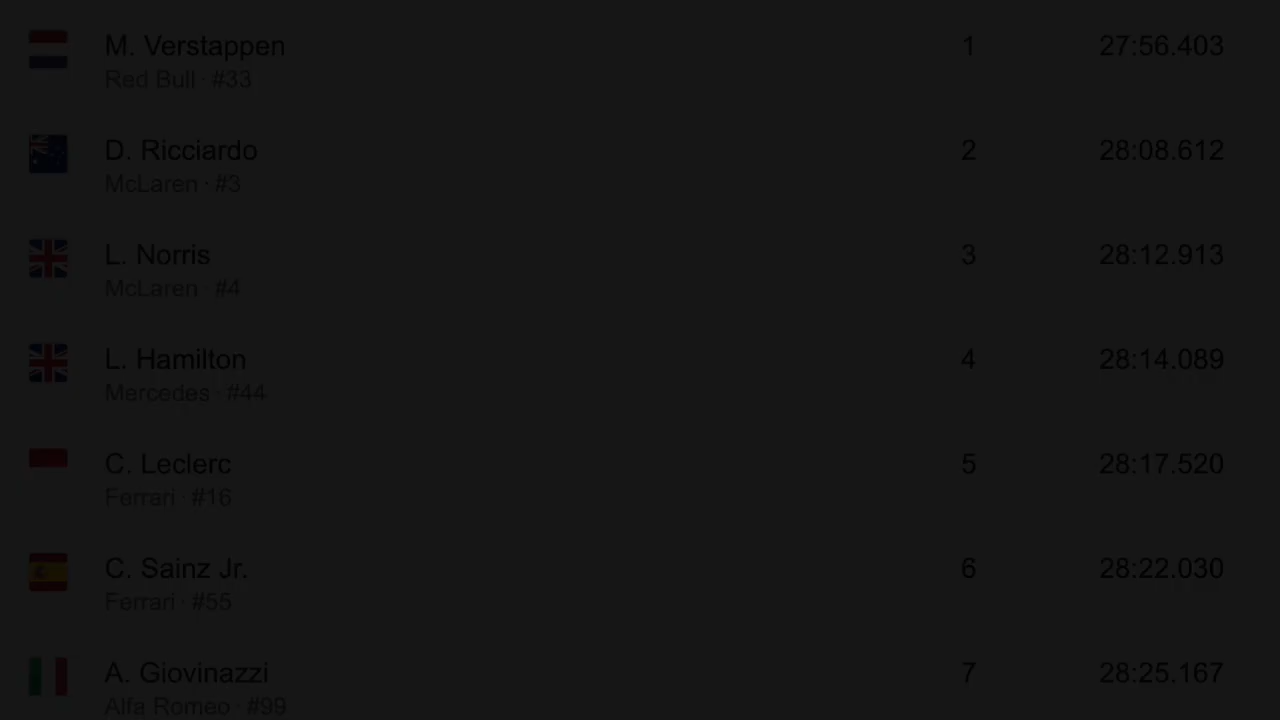 M. Verstappen 1 27:56.403
Red Bull · #33
D. Ricciardo 2 28:08.612
McLaren · #3
L. Norris 3 28:12.913
McLaren · #4
L. Hamilton 4 28:14.089
Mercedes · #44
C. Leclerc 5 28:17.520
Ferrari · #16
C. Sainz Jr. 6 28:22.030
Ferrari · #55
A. Giovinazzi 7 28:25.167
Alfa Romeo · #99